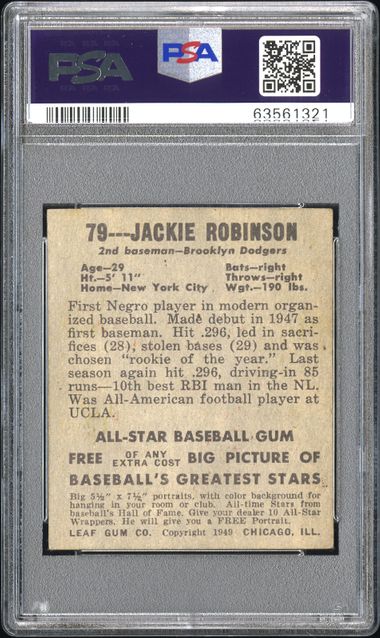 PSA
PSA
63561321
79---JACKIE ROBINSON
2nd baseman—Brooklyn Dodgers
Age—29 Bats—right
Ht.—5' 11" Throws—right
Home—New York City Wgt.—190 lbs.
First Negro player in modern organ-
ized baseball. Made debut in 1947 as
first baseman. Hit .296, led in sacri-
fices (28), stolen bases (29) and was
chosen "rookie of the year." Last
season again hit .296, driving-in 85
runs—10th best RBI man in the NL.
Was All-American football player at
UCLA.
ALL-STAR BASEBALL GUM
FREE OF ANY EXTRA COST BIG PICTURE OF
BASEBALL'S GREATEST STARS
Big 5½" x 7½" portraits, with color background for
hanging in your room or club. All-time Stars from
baseball's Hall of Fame. Give your dealer 10 All-Star
Wrappers. He will give you a FREE Portrait.
LEAF GUM CO. Copyright 1949 CHICAGO, ILL.